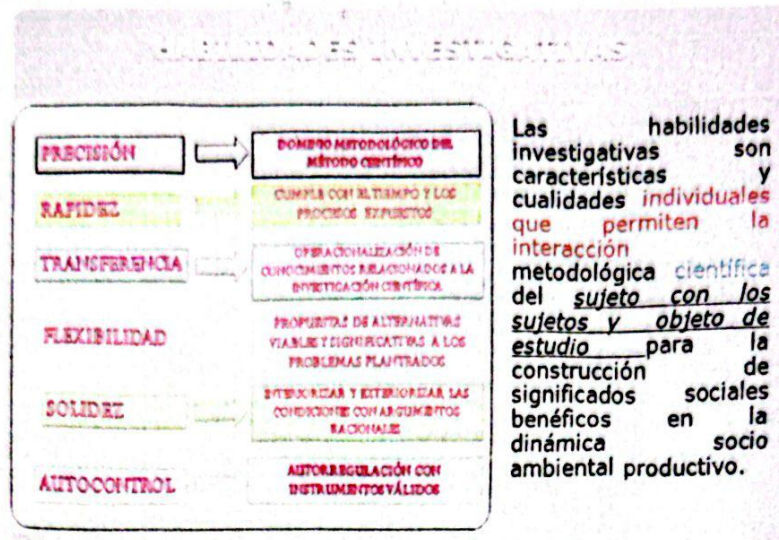 HABILIDADES INVESTIGATIVAS
PRECISIÓN
DOMINIO METODOLÓGICO DEL
MÉTODO CIENTÍFICO
RAPIDEZ
CUMPLE CON EL TIEMPO Y LOS
PROCESOS EXPUESTOS
TRANSFERENCIA
OPERACIONALIZACIÓN DE
CONOCIMIENTOS RELACIONADOS A LA
INVESTIGACIÓN CIENTÍFICA
FLEXIBILIDAD
PROPUESTAS DE ALTERNATIVAS
VIABLES Y SIGNIFICATIVAS A LOS
PROBLEMAS PLANTEADOS
SOLIDEZ
INTERIORIZAR Y EXTERIORIZAR LAS
CONDICIONES CON ARGUMENTOS
RACIONALES
AUTOCONTROL
AUTORREGULACIÓN CON
INSTRUMENTOS VÁLIDOS
Las habilidades
investigativas son
características y
cualidades individuales
que permiten la
interacción
metodológica científica
del sujeto con los
sujetos y objeto de
estudio para la
construcción de
significados sociales
benéficos en la
dinámica socio
ambiental productivo.